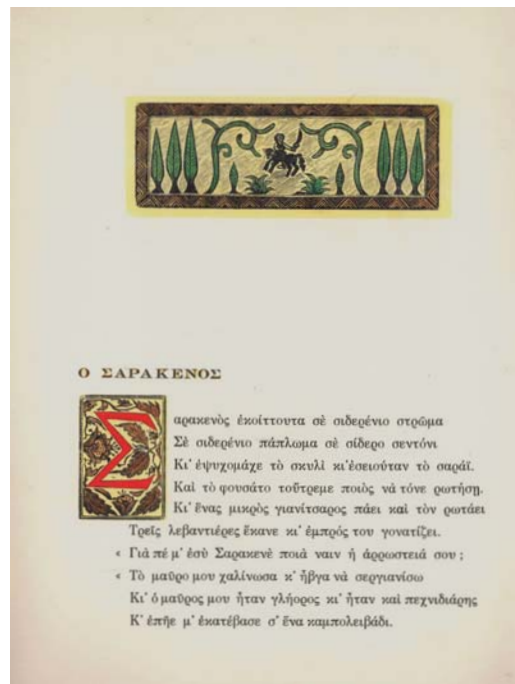 Ο ΣΑΡΑΚΕΝΟΣ
Σαρακενὸς ἐκοίττουτα σὲ σιδερένιο στρῶμα
Σὲ σιδερένιο πάπλωμα σὲ σίδερο σεντόνι
Κι' ἐψυχομάχε τὸ σκυλὶ κι' ἐσειούταν τὸ σαράϊ.
Καὶ τὸ φουσάτο τοὔτρεμε ποιὸς νὰ τόνε ρωτήσῃ.
Κι' ἕνας μικρὸς γιανίτσαρος πάει καὶ τὸν ρωτάει
Τρεῖς λεβαντιέρες ἔκανε κι' ἐμπρός του γονατίζει.
« Γιὰ πέ μ' ἐσὺ Σαρακενὲ ποιὰ ναιν ἡ ἀρρωστειά σου ;
« Τὸ μαῦρο μου χαλίνωσα κ' ἦβγα νὰ σεργιανίσω
Κι' ὁ μαῦρος μου ἦταν γλήορος κι' ἦταν καὶ πεχνιδιάρης
Κ' ἐπῆε μ' ἐκατέβασε σ' ἕνα καμπολειβάδι.